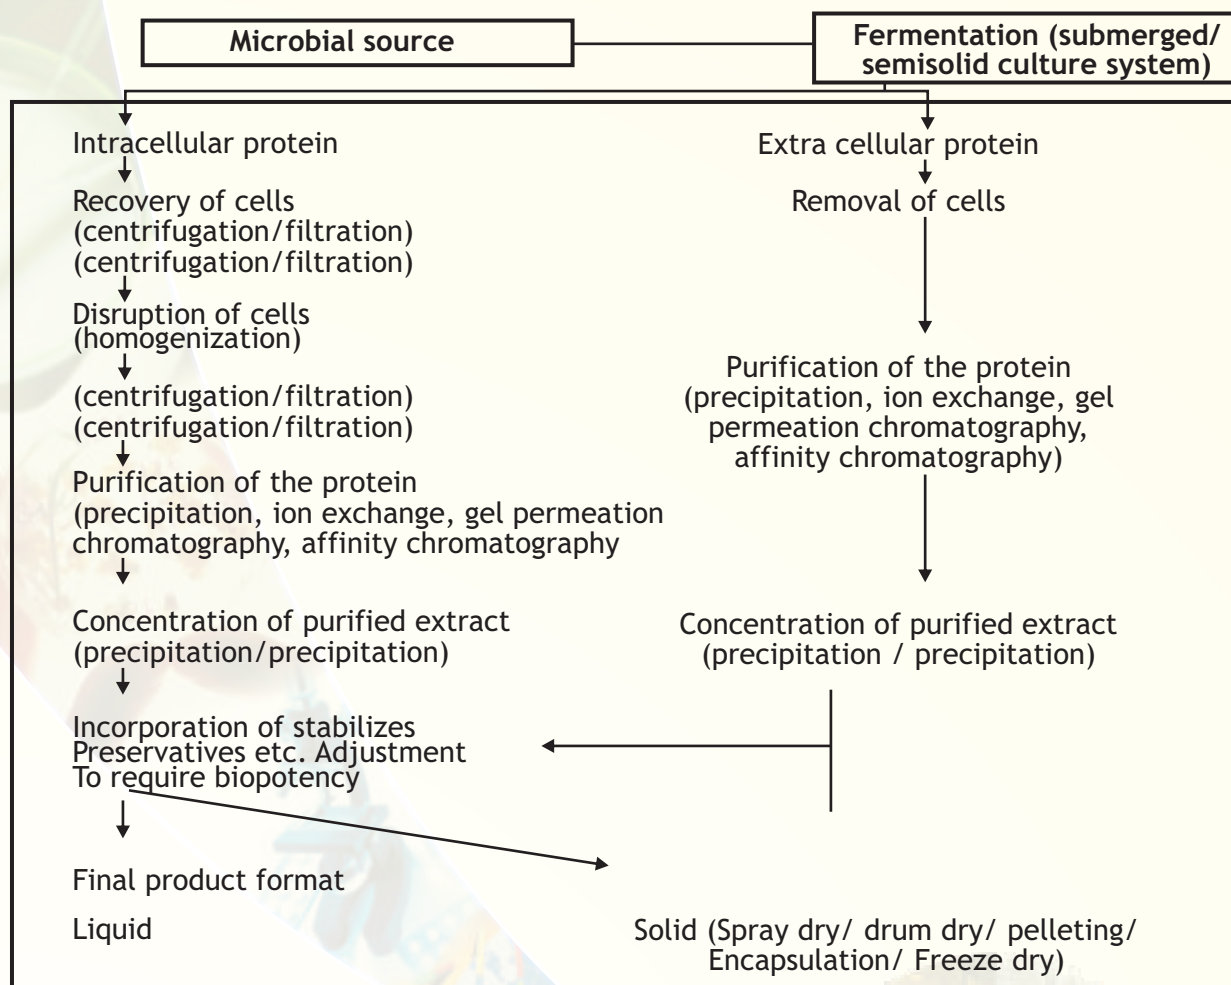 Microbial source
Fermentation (submerged/
semisolid culture system)
Intracellular protein
Recovery of cells
(centrifugation/filtration)
(centrifugation/filtration)
Disruption of cells
(homogenization)
(centrifugation/filtration)
(centrifugation/filtration)
Purification of the protein
(precipitation, ion exchange, gel permeation
chromatography, affinity chromatography
Concentration of purified extract
(precipitation/precipitation)
Incorporation of stabilizes
Preservatives etc. Adjustment
To require biopotency
Final product format
Liquid
Extra cellular protein
Removal of cells
Purification of the protein
(precipitation, ion exchange, gel
permeation chromatography,
affinity chromatography)
Concentration of purified extract
(precipitation / precipitation)
Solid (Spray dry/ drum dry/ pelleting/
Encapsulation/ Freeze dry)